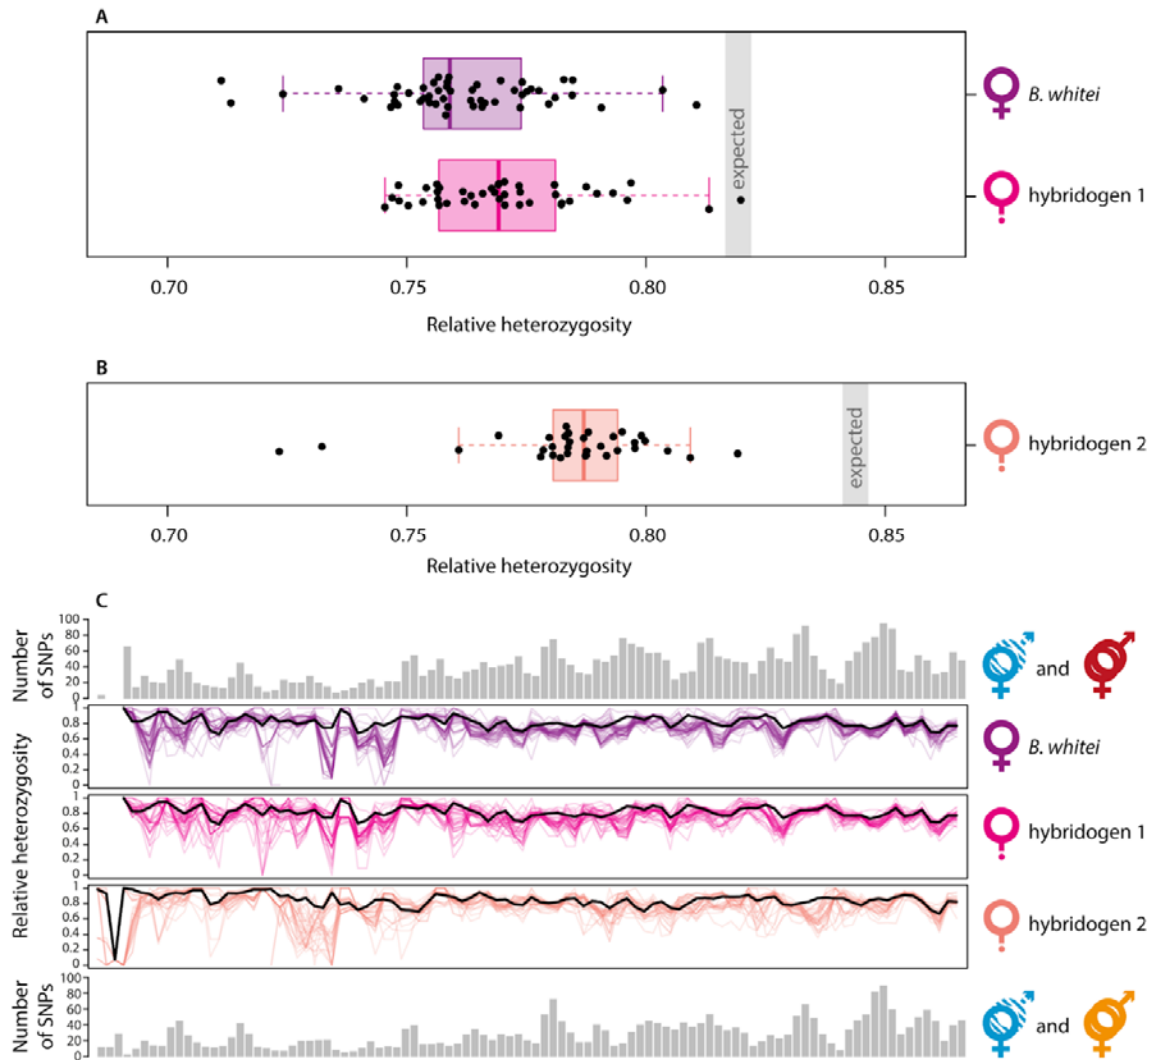 A
expected
B. whitei
hybridogen 1
0.70 0.75 0.80 0.85
Relative heterozygosity
B
expected
hybridogen 2
0.70 0.75 0.80 0.85
Relative heterozygosity
C
Number
of SNPs
100
80
60
40
20
0
and
Relative heterozygosity
1
0.8
0.6
0.4
0.2
0
B. whitei
1
0.8
0.6
0.4
0.2
0
hybridogen 1
1
0.8
0.6
0.4
0.2
0
hybridogen 2
Number
of SNPs
100
80
60
40
20
0
and